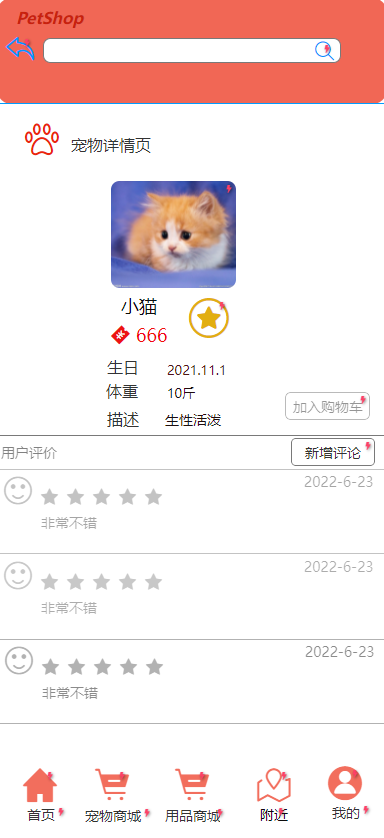 PetShop
宠物详情页
小猫
666
生日 2021.11.1
体重 10斤
描述 生性活泼
加入购物车
用户评价 新增评论
2022-6-23
非常不错
2022-6-23
非常不错
2022-6-23
非常不错
首页 宠物商城 用品商城 附近 我的